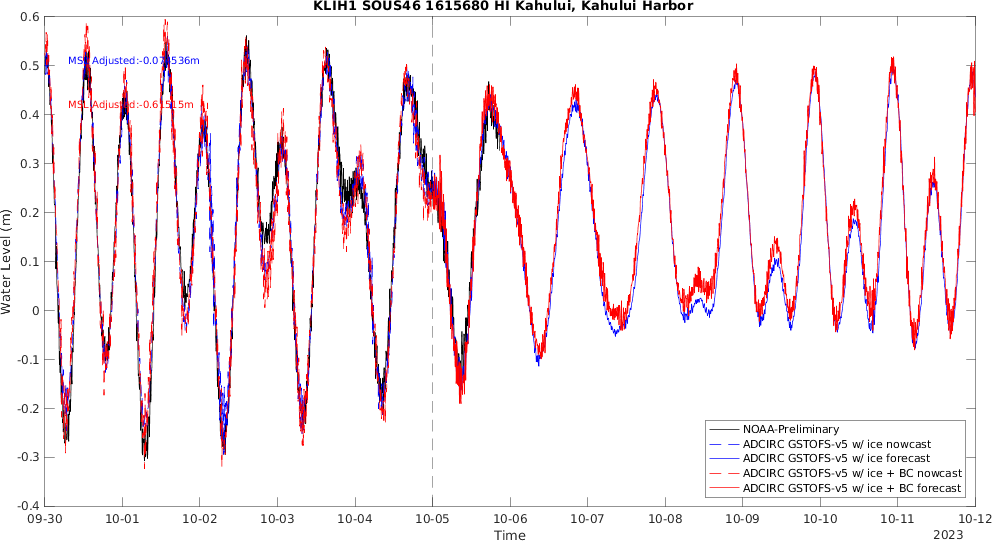 KLIH1 SOUS46 1615680 HI Kahului, Kahului Harbor
0.6
0.5
0.4
0.3
0.2
0.1
0
-0.1
-0.2
-0.3
-0.4
Water Level (m)
MSL Adjusted:-0.61515m
NOAA-Preliminary
ADCIRC GSTOFS-v5 w/ ice nowcast
ADCIRC GSTOFS-v5 w/ ice forecast
ADCIRC GSTOFS-v5 w/ ice + BC nowcast
ADCIRC GSTOFS-v5 w/ ice + BC forecast
09-30 10-01 10-02 10-03 10-04 10-05 10-06 10-07 10-08 10-09 10-10 10-11 10-12
Time
2023